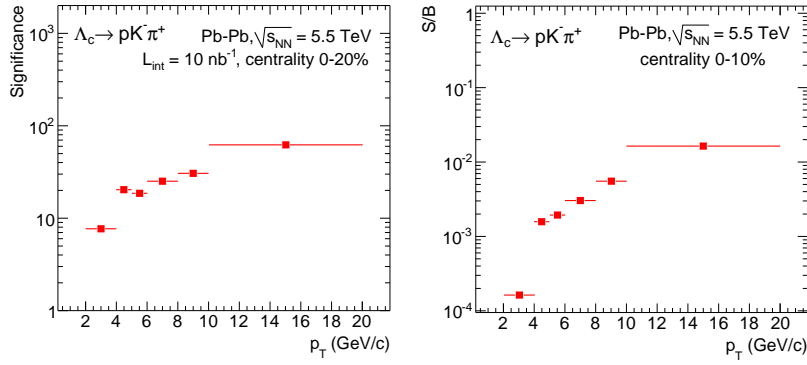 Λc→ pK⁻π⁺ Pb-Pb, √sNN = 5.5 TeV
Lint = 10 nb⁻¹, centrality 0-20%
Significance
10³
10²
10
1
2 4 6 8 10 12 14 16 18 20
pT (GeV/c)
Λc→ pK⁻π⁺ Pb-Pb, √sNN = 5.5 TeV
centrality 0-10%
S/B
1
10⁻¹
10⁻²
10⁻³
10⁻⁴
2 4 6 8 10 12 14 16 18 20
pT (GeV/c)